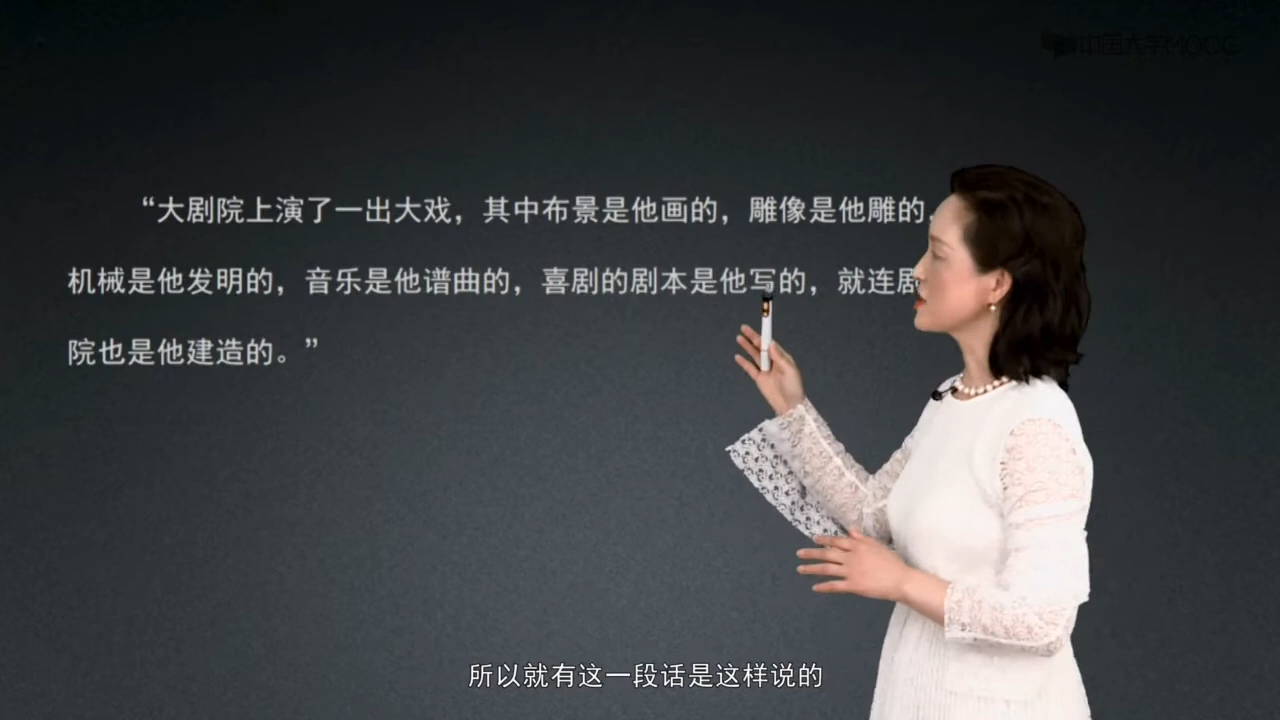 中国大学MOOC
“大剧院上演了一出大戏，其中布景是他画的，雕像是他雕的，
机械是他发明的，音乐是他谱曲的，喜剧的剧本是他写的，就连剧
院也是他建造的。”
所以就有这一段话是这样说的